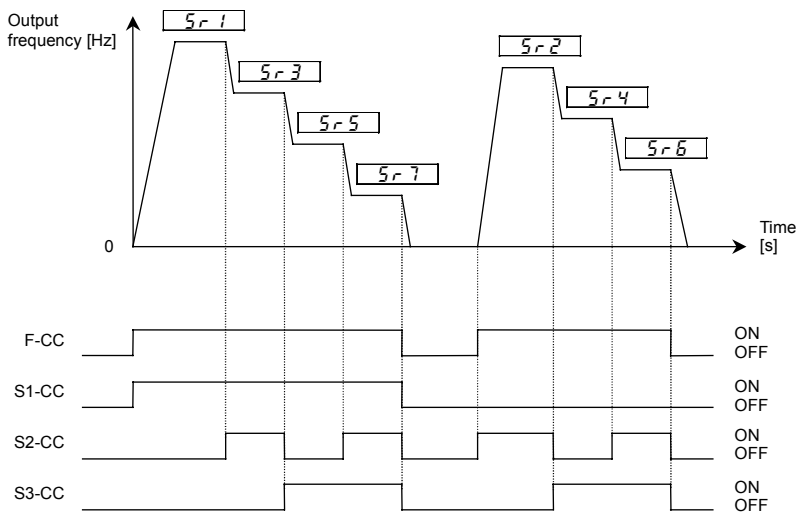 Output
frequency [Hz]
Sr1
Sr3
Sr5
Sr7
Sr2
Sr4
Sr6
0
Time
[s]
F-CC
ON
OFF
S1-CC
ON
OFF
S2-CC
ON
OFF
S3-CC
ON
OFF